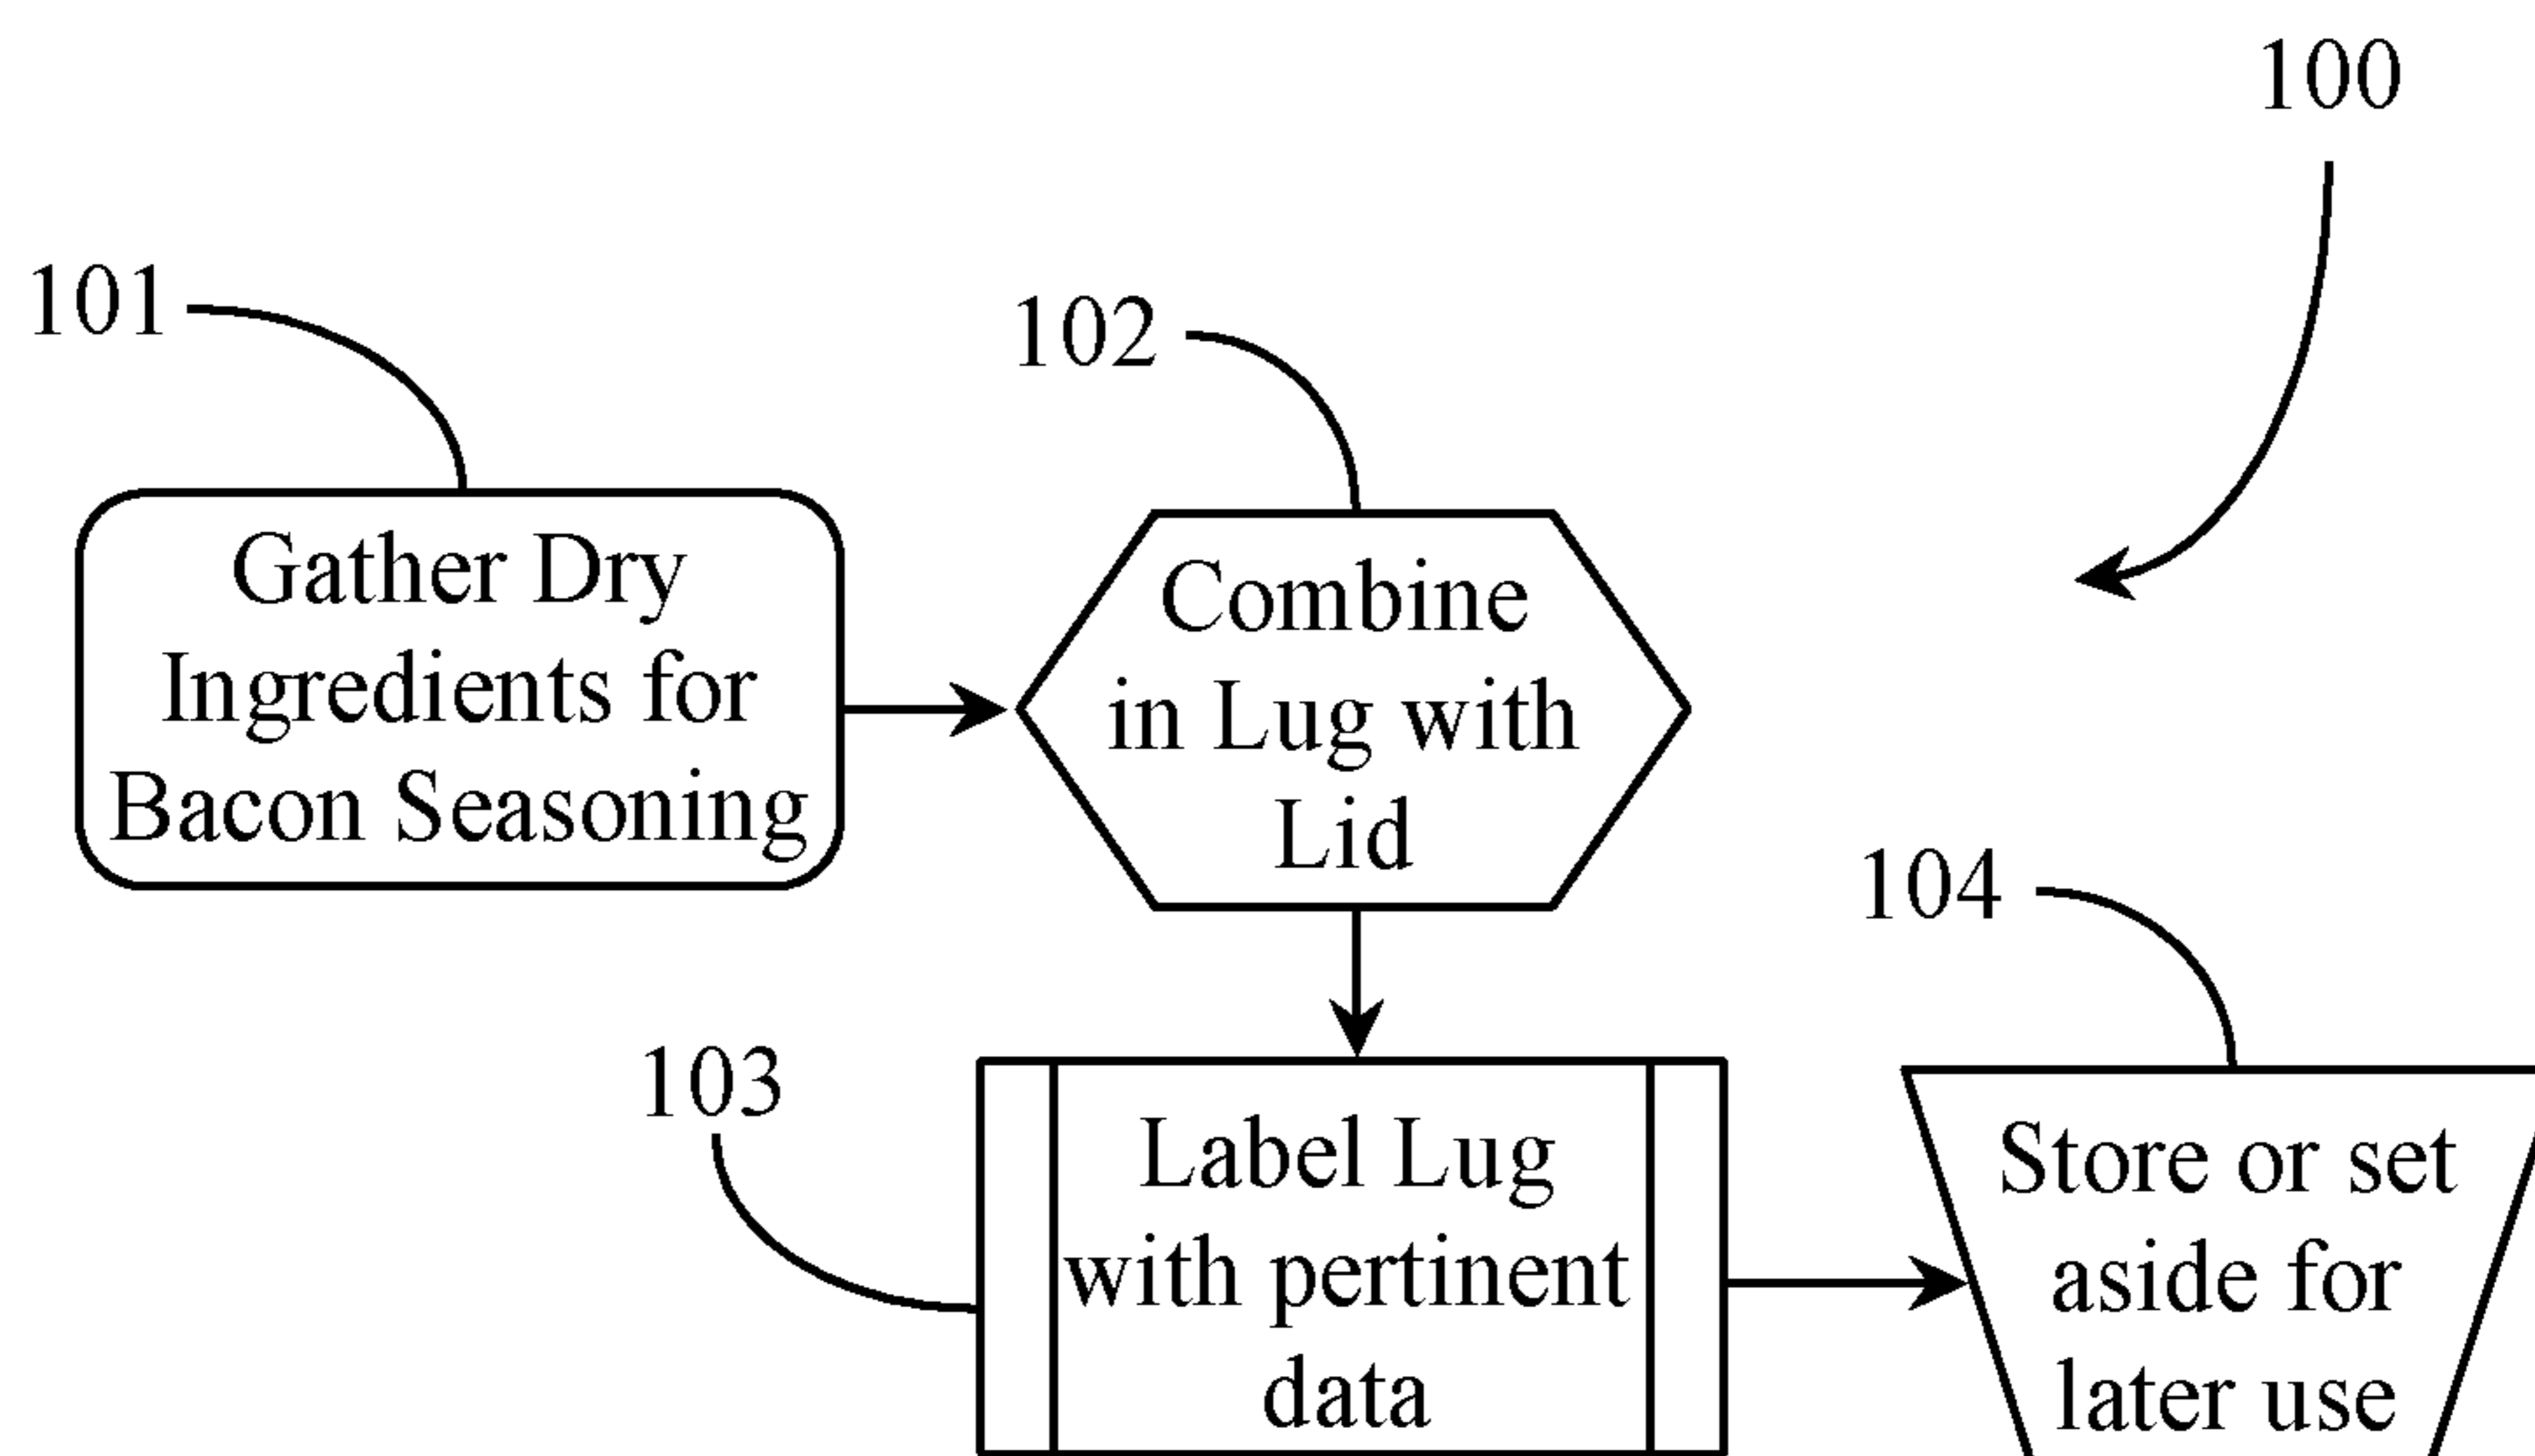 100
101
Gather Dry
Ingredients for
Bacon Seasoning
102
Combine
in Lug with
Lid
103
Label Lug
with pertinent
data
104
Store or set
aside for
later use